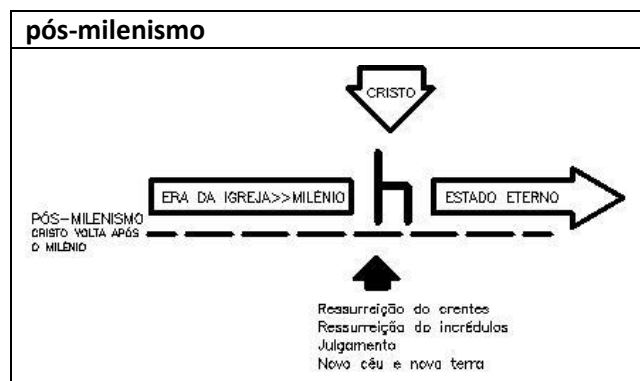 pós-milenismo
CRISTO
ERA DA IGREJA>>MILÊNIO
ESTADO ETERNO
PÓS-MILENISMO
CRISTO VOLTA APÓS
O MILÊNIO
Ressurreição do crentes
Ressurreição do incrédulos
Julgamento
Novo céu e nova terra